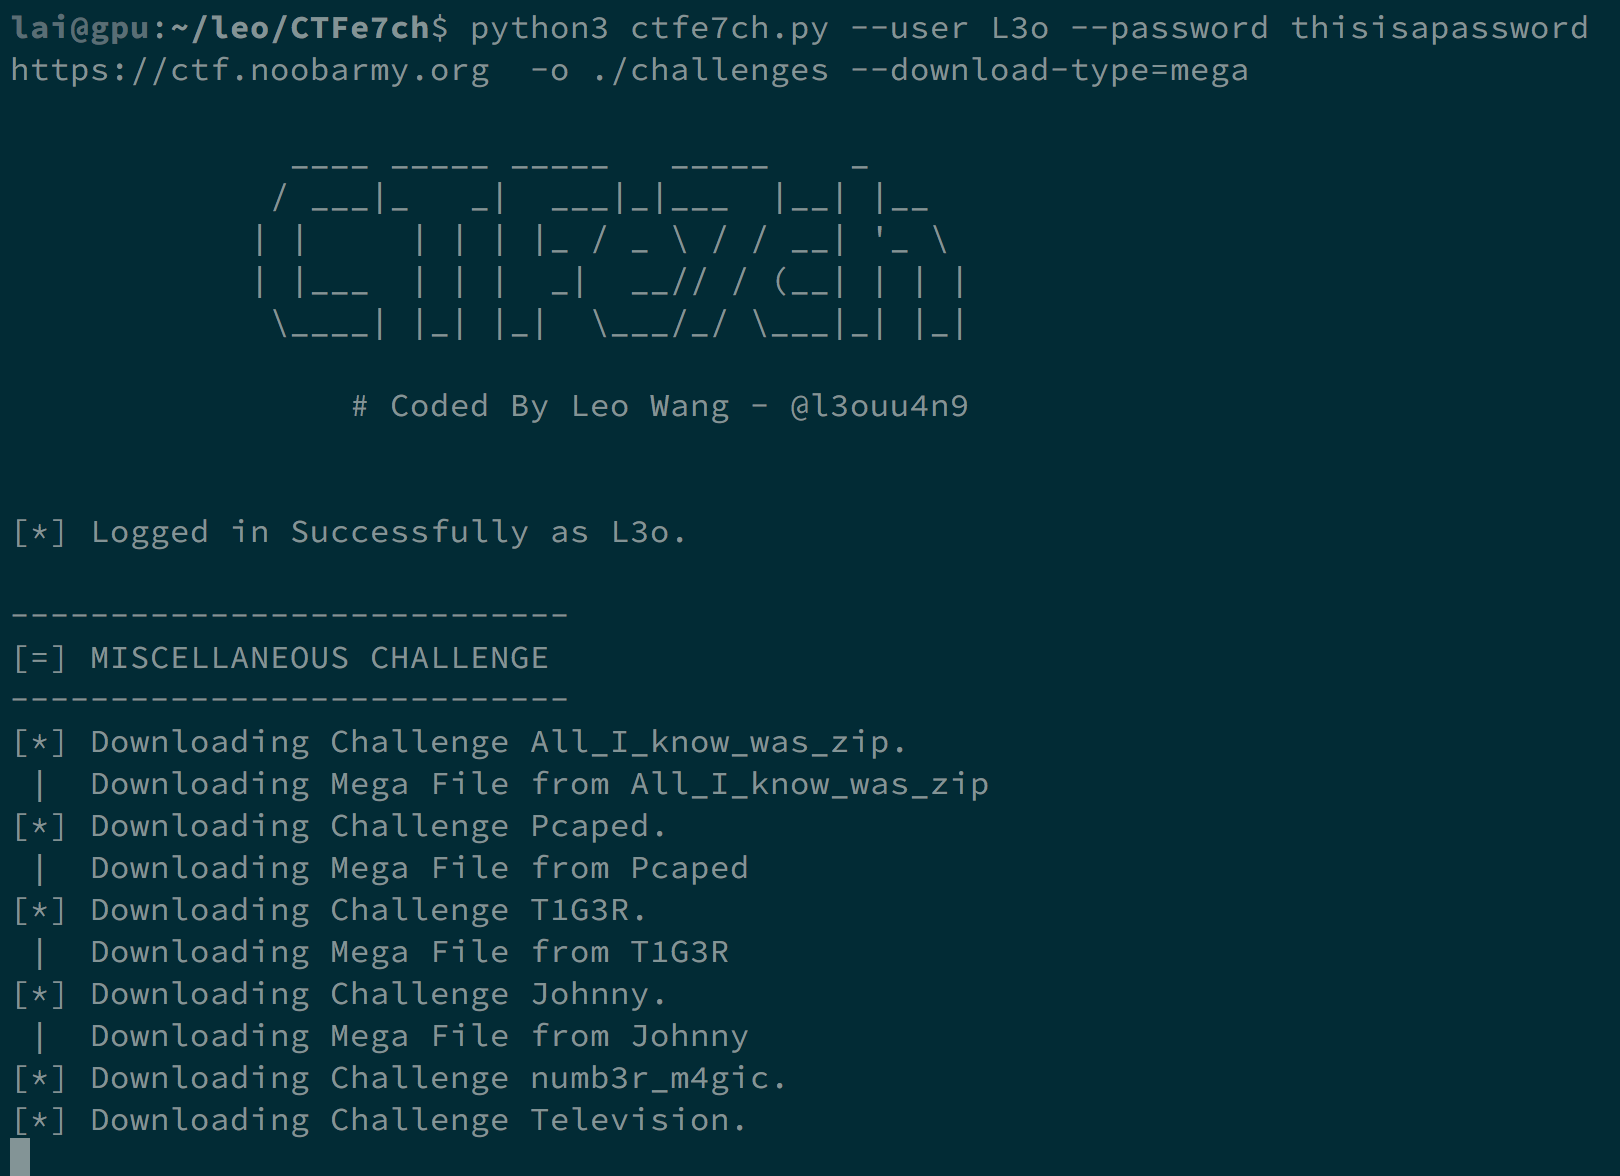 lai@gpu:~/leo/CTFe7ch$ python3 ctfe7ch.py --user L3o --password thisisapassword
https://ctf.noobarmy.org  -o ./challenges --download-type=mega
              ____ _____ _____   _____    _
             / ___|_   _|  ___|_|___  |__| |__
            | |     | | | |_ / _ \ / / __| '_ \
            | |___  | | |  _|  __// / (__| | | |
             \____| |_| |_|  \___/_/ \___|_| |_|
                 # Coded By Leo Wang - @l3ouu4n9
[*] Logged in Successfully as L3o.
----------------------------
[=] MISCELLANEOUS CHALLENGE
----------------------------
[*] Downloading Challenge All_I_know_was_zip.
 |  Downloading Mega File from All_I_know_was_zip
[*] Downloading Challenge Pcaped.
 |  Downloading Mega File from Pcaped
[*] Downloading Challenge T1G3R.
 |  Downloading Mega File from T1G3R
[*] Downloading Challenge Johnny.
 |  Downloading Mega File from Johnny
[*] Downloading Challenge numb3r_m4gic.
[*] Downloading Challenge Television.